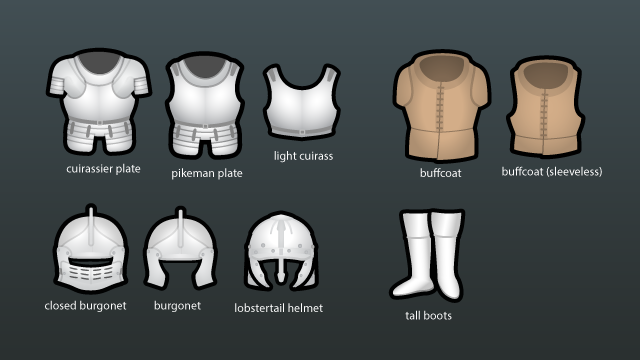 cuirassier plate
pikeman plate
light cuirass
buffcoat
buffcoat (sleeveless)
closed burgonet
burgonet
lobstertail helmet
tall boots